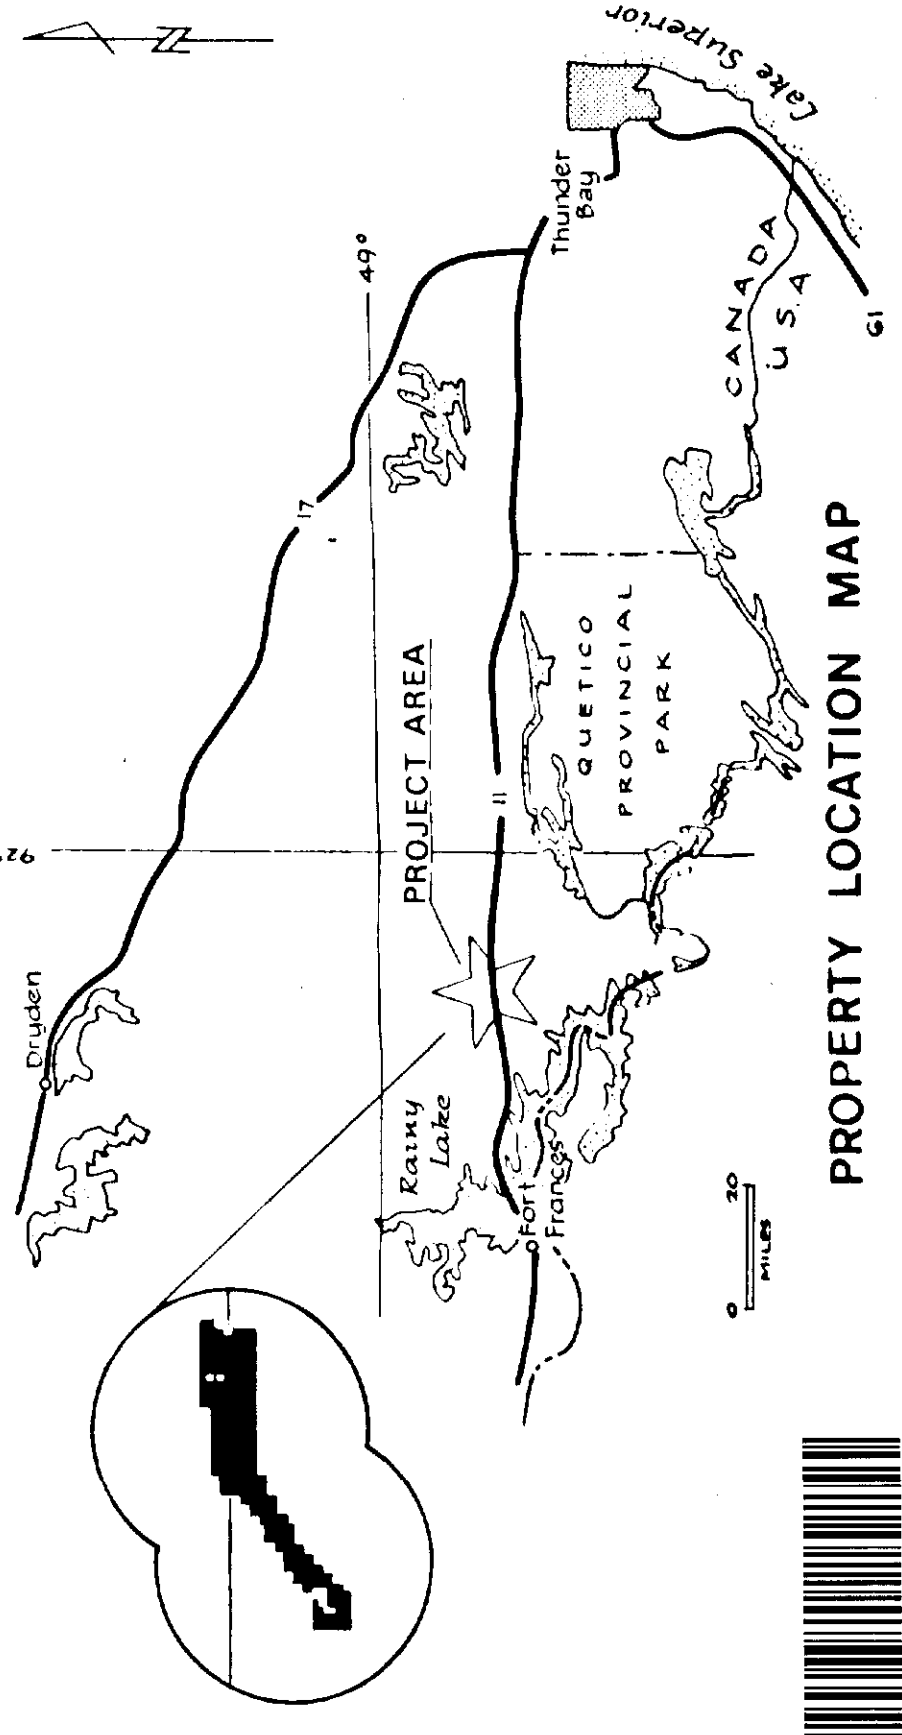 N
Lake Superior
Thunder
Bay
49°
17
CANADA
U.S.A
61
PROJECT AREA
11
QUETICO
PROVINCIAL
PARK
92°
Dryden
Rainy
Lake
Fort
Frances
0 20
MILES
PROPERTY LOCATION MAP